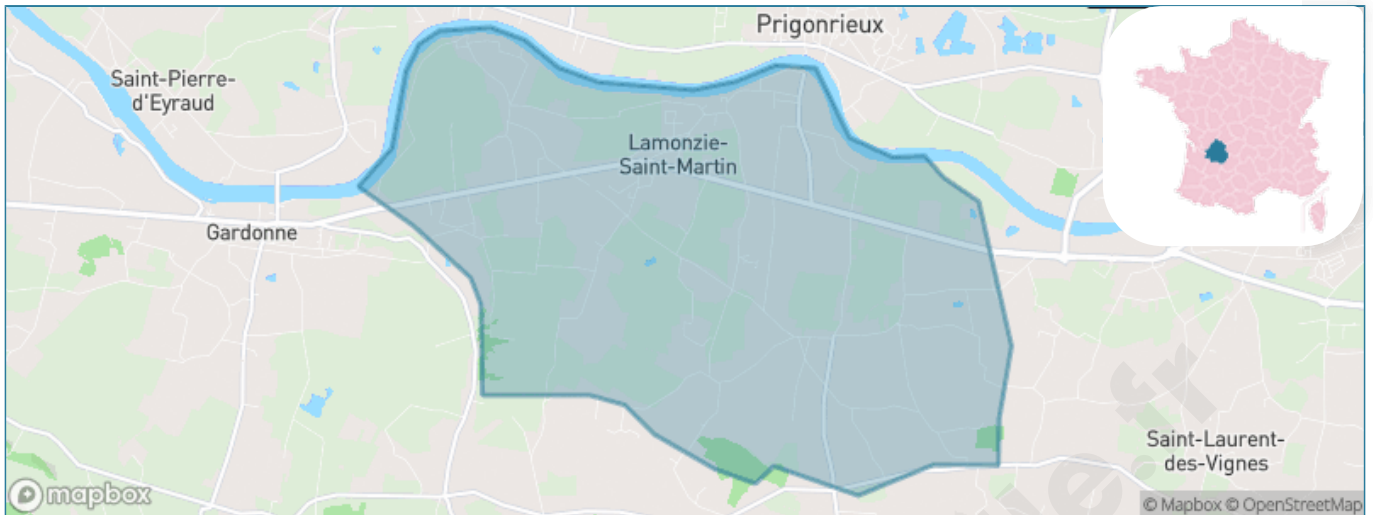 Prigonrieux
Saint-Pierre-
d'Eyraud
Lamonzie-
Saint-Martin
Gardonne
Saint-Laurent-
des-Vignes
mapbox
© Mapbox © OpenStreetMap